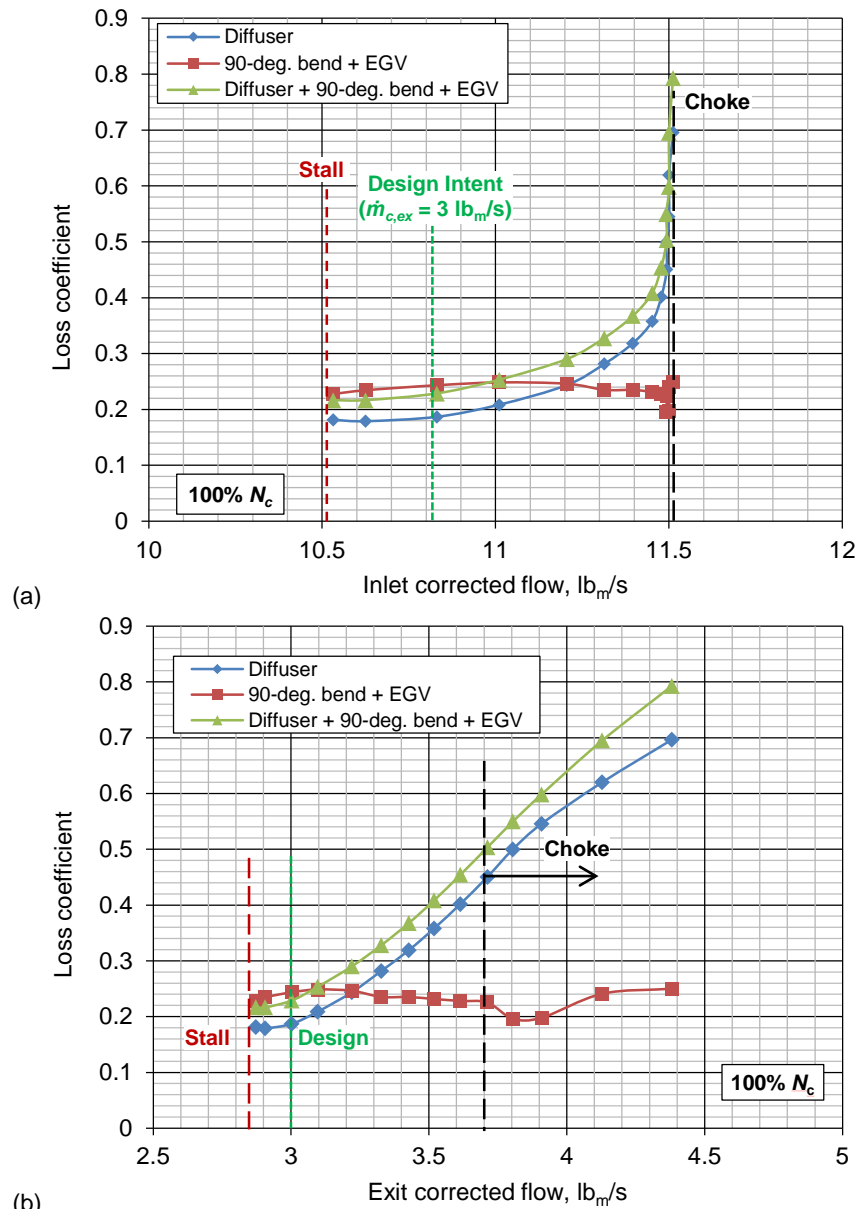 0.9
Diffuser
90-deg. bend + EGV
Diffuser + 90-deg. bend + EGV
0.8
0.7
0.6
0.5
0.4
0.3
0.2
0.1
0
Loss coefficient
Choke
Stall
Design Intent
(ṁc,ex = 3 lbm/s)
100% Nc
10
10.5
11
11.5
12
Inlet corrected flow, lbm/s
(a)
0.9
Diffuser
90-deg. bend + EGV
Diffuser + 90-deg. bend + EGV
0.8
0.7
0.6
0.5
0.4
0.3
0.2
0.1
0
Loss coefficient
Choke
Stall
Design
100% Nc
2.5
3
3.5
4
4.5
5
Exit corrected flow, lbm/s
(b)